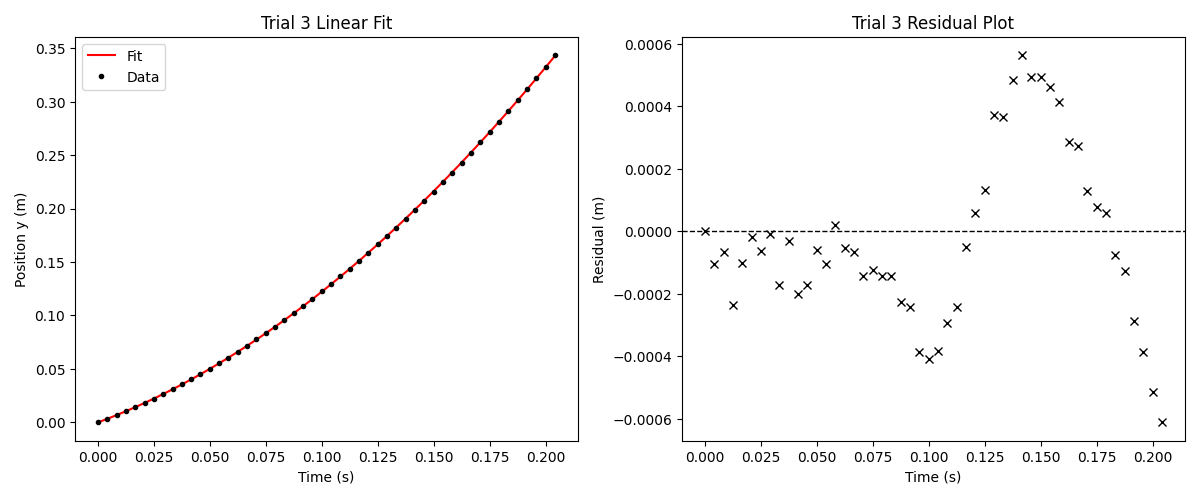 Trial 3 Linear Fit
Fit
Data
0.35
0.30
0.25
0.20
0.15
0.10
0.05
0.00
Position y (m)
0.000 0.025 0.050 0.075 0.100 0.125 0.150 0.175 0.200
Time (s)
Trial 3 Residual Plot
0.0006
0.0004
0.0002
0.0000
−0.0002
−0.0004
−0.0006
Residual (m)
0.000 0.025 0.050 0.075 0.100 0.125 0.150 0.175 0.200
Time (s)